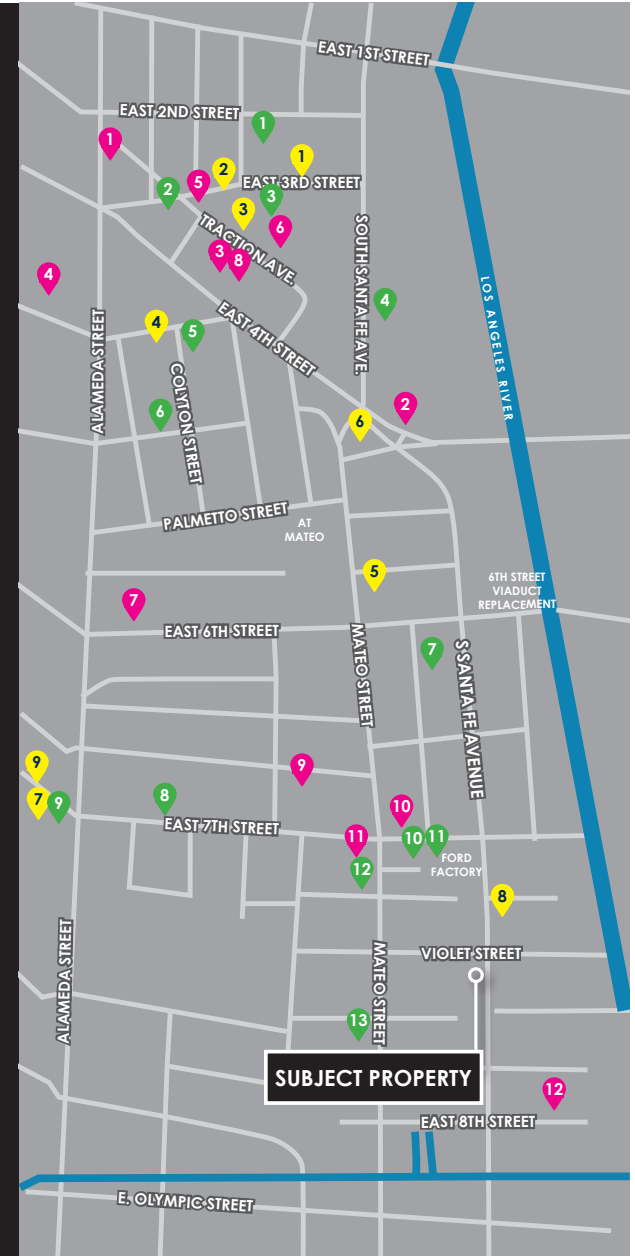 EAST 1ST STREET
EAST 2ND STREET
1
1
1
2
5
2
EAST 3RD STREET
3
3
6
TRACTION AVE.
3
8
4
SOUTH SANTA FE AVE.
4
LOS ANGELES RIVER
ALAMEDA STREET
4
5
EAST 4TH STREET
COLYTON STREET
6
2
6
PALMETTO STREET
AT
MATEO
5
6TH STREET
VIADUCT
REPLACEMENT
7
EAST 6TH STREET
MATEO STREET
7
S SANTA FE AVENUE
9
7
9
8
EAST 7TH STREET
9
10
11
10
11
FORD
FACTORY
12
8
ALAMEDA STREET
MATEO STREET
VIOLET STREET
13
SUBJECT PROPERTY
12
EAST 8TH STREET
E. OLYMPIC STREET